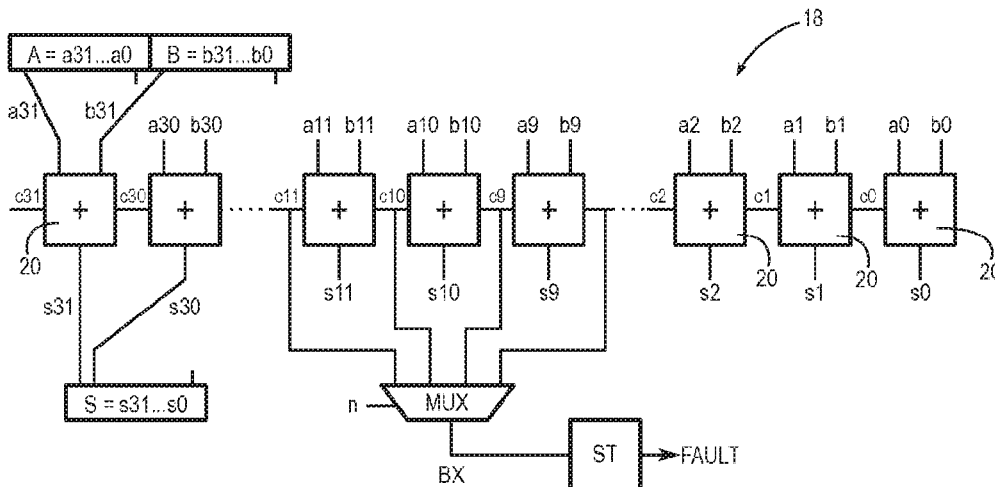 18
A = a31...a0 B = b31...b0
a31 b31 a30 b30 a11 b11 a10 b10 a9 b9 a2 b2 a1 b1 a0 b0
c31 + c30 + c11 + c10 + c9 + c2 + c1 + c0 +
20 20 20 20
s31 s30 s11 s10 s9 s2 s1 s0
S = s31...s0
n MUX
BX ST FAULT